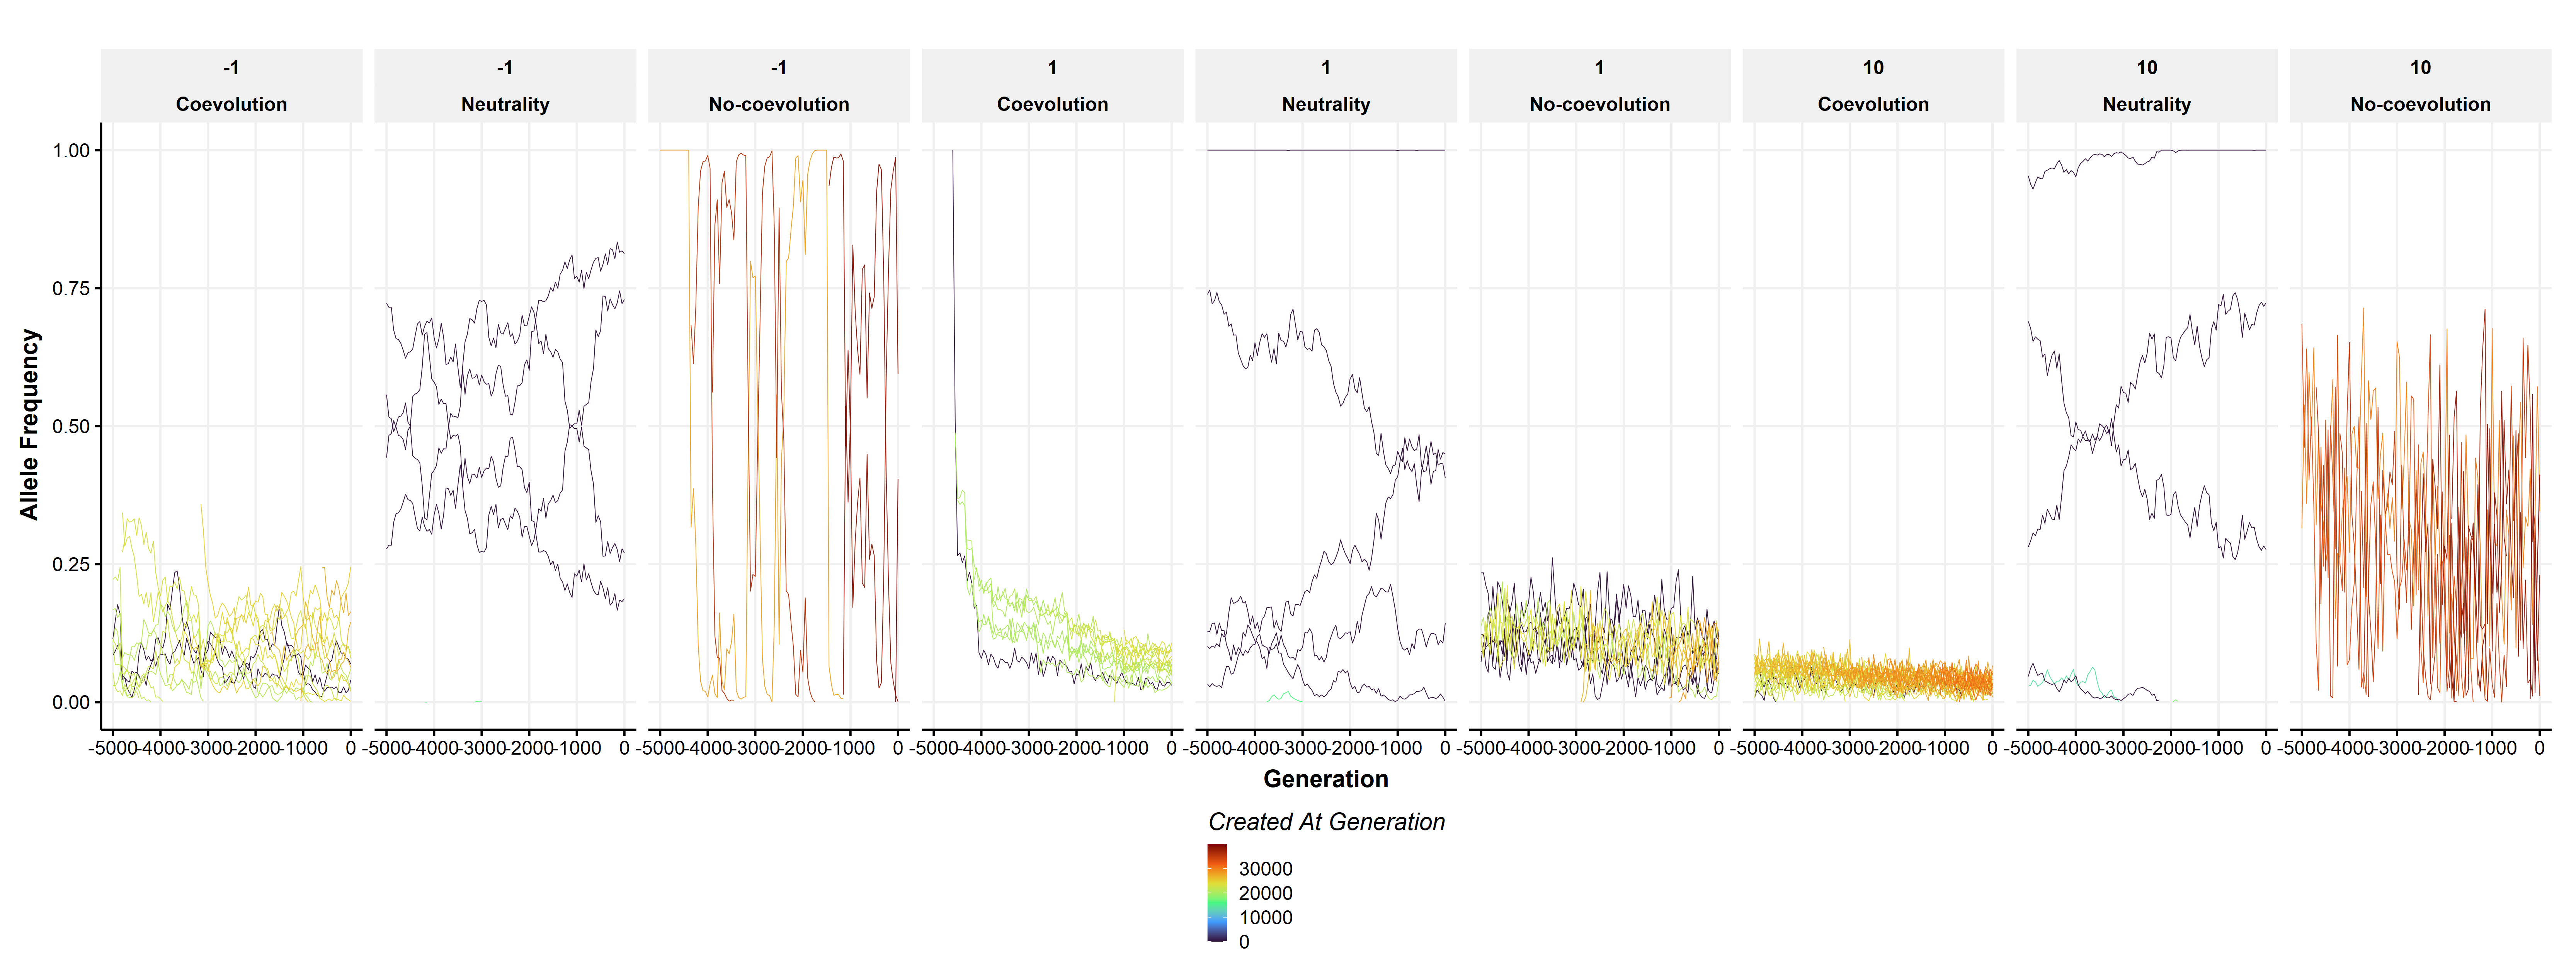 -1 -1 -1 1 1 1 10 10 10
Coevolution Neutrality No-coevolution Coevolution Neutrality No-coevolution Coevolution Neutrality No-coevolution
1.00
0.75
0.50
0.25
0.00
Allele Frequency
-5000 -4000 -3000 -2000 -1000 0 -5000 -4000 -3000 -2000 -1000 0 -5000 -4000 -3000 -2000 -1000 0 -5000 -4000 -3000 -2000 -1000 0 -5000 -4000 -3000 -2000 -1000 0 -5000 -4000 -3000 -2000 -1000 0 -5000 -4000 -3000 -2000 -1000 0 -5000 -4000 -3000 -2000 -1000 0 -5000 -4000 -3000 -2000 -1000 0
Generation
Created At Generation
30000
20000
10000
0